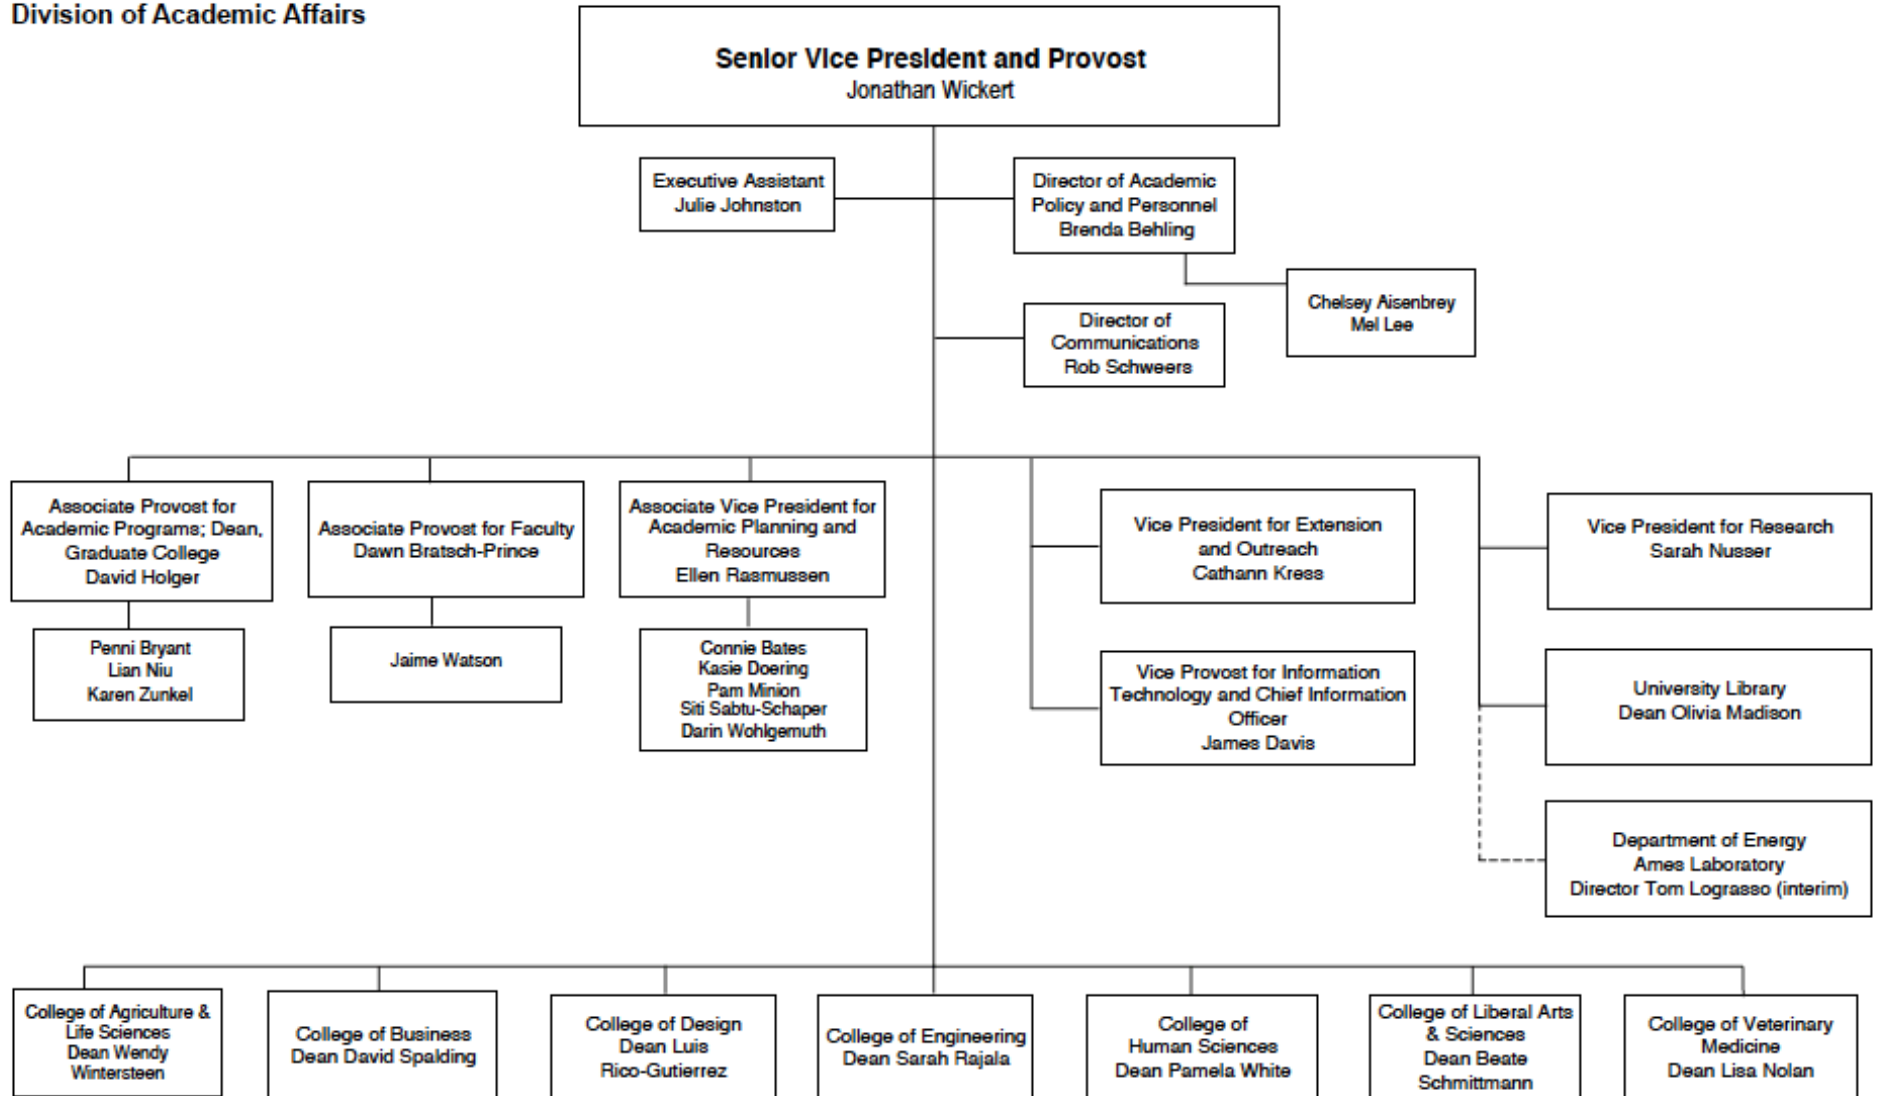 Division of Academic Affairs
Senior Vice President and Provost
Jonathan Wickert
Executive Assistant
Julie Johnston
Director of Academic
Policy and Personnel
Brenda Behling
Chelsey Aisenbrey
Mel Lee
Director of
Communications
Rob Schweers
Associate Provost for
Academic Programs; Dean,
Graduate College
David Holger
Associate Provost for Faculty
Dawn Bratsch-Prince
Associate Vice President for
Academic Planning and
Resources
Ellen Rasmussen
Vice President for Extension
and Outreach
Cathann Kress
Vice President for Research
Sarah Nusser
Penni Bryant
Lian Niu
Karen Zunkel
Jaime Watson
Connie Bates
Kasie Doering
Pam Minion
Siti Sabtu-Schaper
Darin Wohlgemuth
Vice Provost for Information
Technology and Chief Information
Officer
James Davis
University Library
Dean Olivia Madison
Department of Energy
Ames Laboratory
Director Tom Lograsso (interim)
College of Agriculture &
Life Sciences
Dean Wendy
Wintersteen
College of Business
Dean David Spalding
College of Design
Dean Luis
Rico-Gutierrez
College of Engineering
Dean Sarah Rajala
College of
Human Sciences
Dean Pamela White
College of Liberal Arts
& Sciences
Dean Beate
Schmittmann
College of Veterinary
Medicine
Dean Lisa Nolan